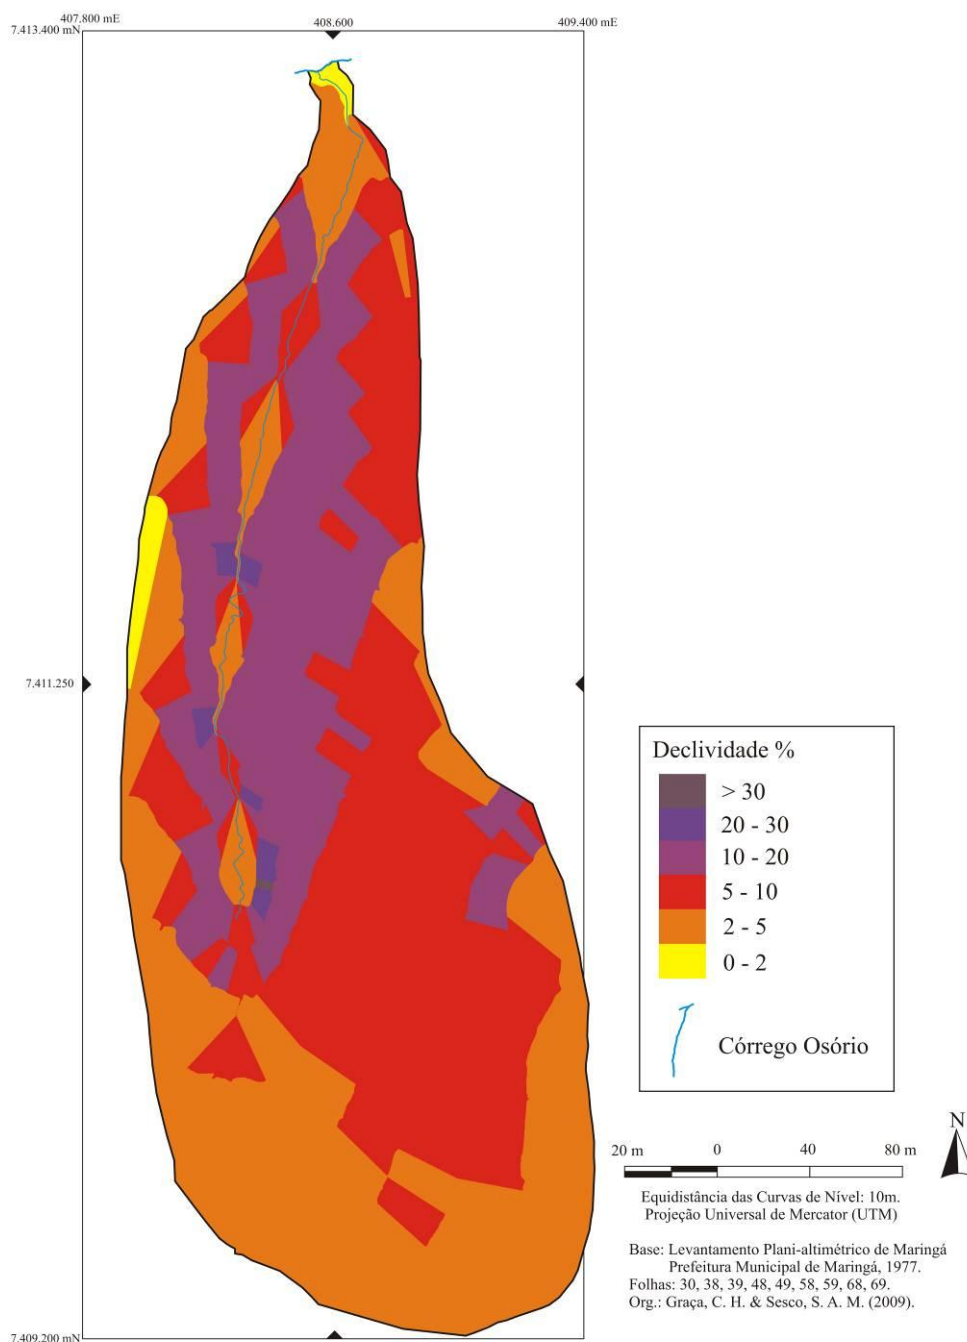 407.800 mE
408.600
409.400 mE
7.413.400 mN
7.411.250
7.409.200 mN
Declividade %
> 30
20 - 30
10 - 20
5 - 10
2 - 5
0 - 2
Córrego Osório
N
20 m 0 40 80 m
Equidistância das Curvas de Nível: 10m.
Projeção Universal de Mercator (UTM)
Base: Levantamento Plani-altimétrico de Maringá
Prefeitura Municipal de Maringá, 1977.
Folhas: 30, 38, 39, 48, 49, 58, 59, 68, 69.
Org.: Graça, C. H. & Sesco, S. A. M. (2009).